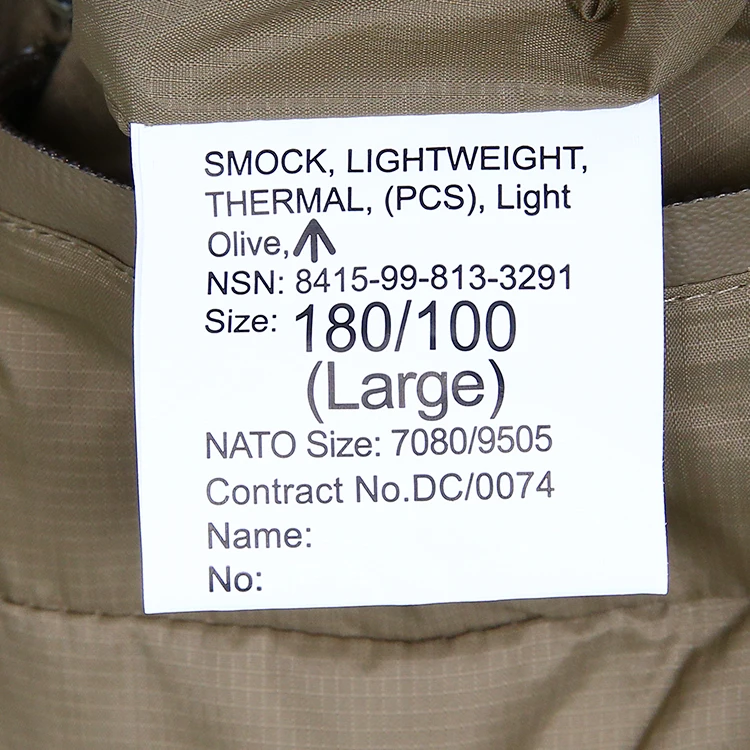 SMOCK, LIGHTWEIGHT,
THERMAL, (PCS), Light
Olive,
NSN: 8415-99-813-3291
Size: 180/100
(Large)
NATO Size: 7080/9505
Contract No.DC/0074
Name:
No: